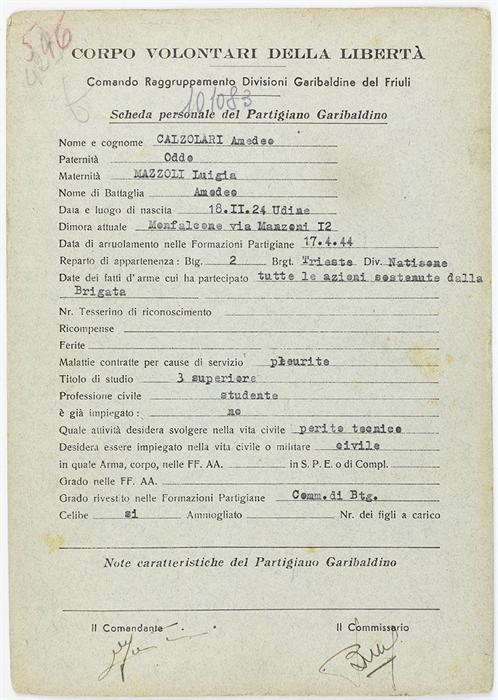 546
CORPO VOLONTARI DELLA LIBERTÀ
Comando Raggruppamento Divisioni Garibaldine del Friuli
101083
Scheda personale del Partigiano Garibaldino
Nome e cognome CALZOLARI Amedeo
Paternità Oddo
Maternità MAZZOLI Luigia
Nome di Battaglia Amedeo
Data e luogo di nascita 18.II.24 Udine
Dimora attuale Monfalcone via Manzoni I2
Data di arruolamento nelle Formazioni Partigiane 17.4.44
Reparto di appartenenza: Btg. 2 Brgt. Trieste Div. Natisone
Date dei fatti d'arme cui ha partecipato tutte le azioni sostenute dalla
Brigata
Nr. Tesserino di riconoscimento
Ricompense
Ferite
Malattie contratte per cause di servizio pleurite
Titolo di studio 3 superiore
Professione civile studente
è già impiegato: no
Quale attività desidera svolgere nella vita civile perito tecnico
Desidera essere impiegato nella vita civile o militare civile
in quale Arma, corpo, nelle FF. AA. in S. P. E. o di Compl.
Grado nelle FF. AA.
Grado rivestito nelle Formazioni Partigiane Comm.di Btg.
Celibe si Ammogliato Nr. dei figli a carico
Note caratteristiche del Partigiano Garibaldino
Il Comandante Il Commissario